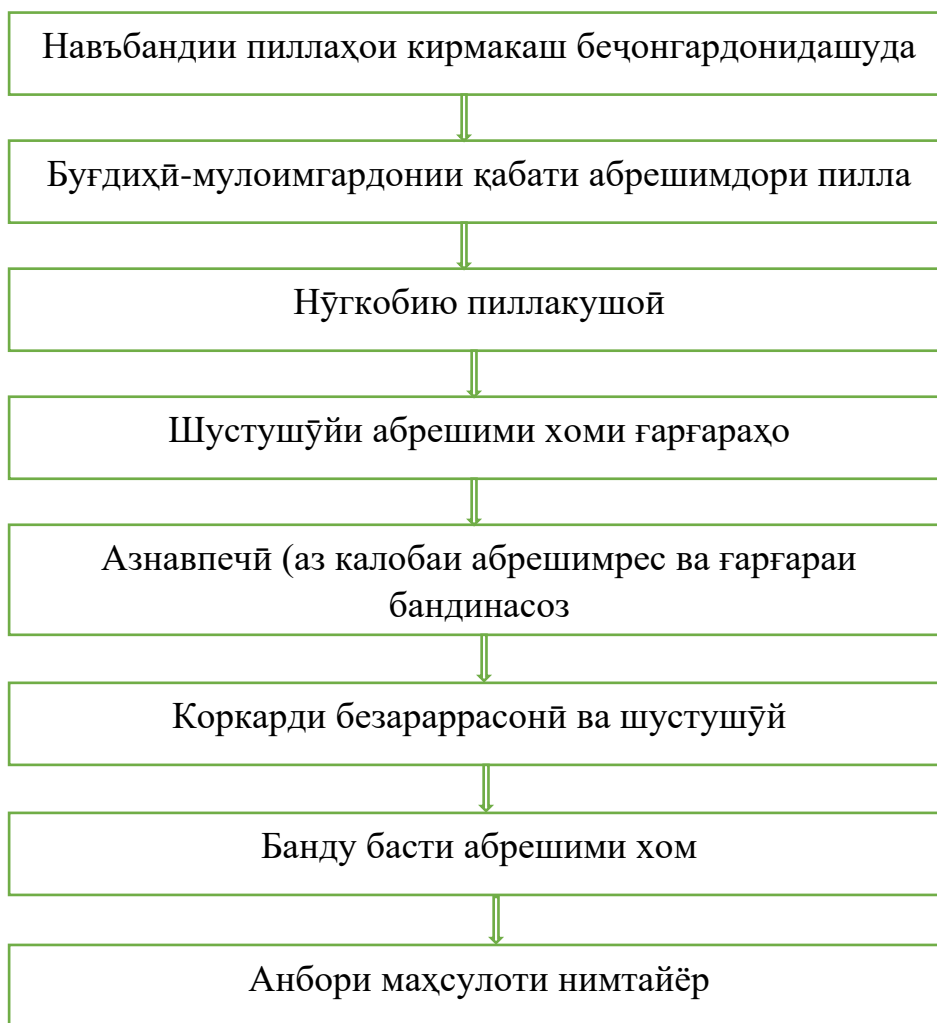 Навъбандии пиллаҳои кирмакаш беҷонгардонидашуда
Буғдиҳӣ-мулоимгардонии қабати абрешимдори пилла
Нӯгкобию пиллакушоӣ
Шустушӯйи абрешими хоми ғарғараҳо
Азнавпечӣ (аз калобаи абрешимрес ва ғарғараи
бандинасоз
Коркарди безараррасонӣ ва шустушӯй
Банду басти абрешими хом
Анбори маҳсулоти нимтайёр